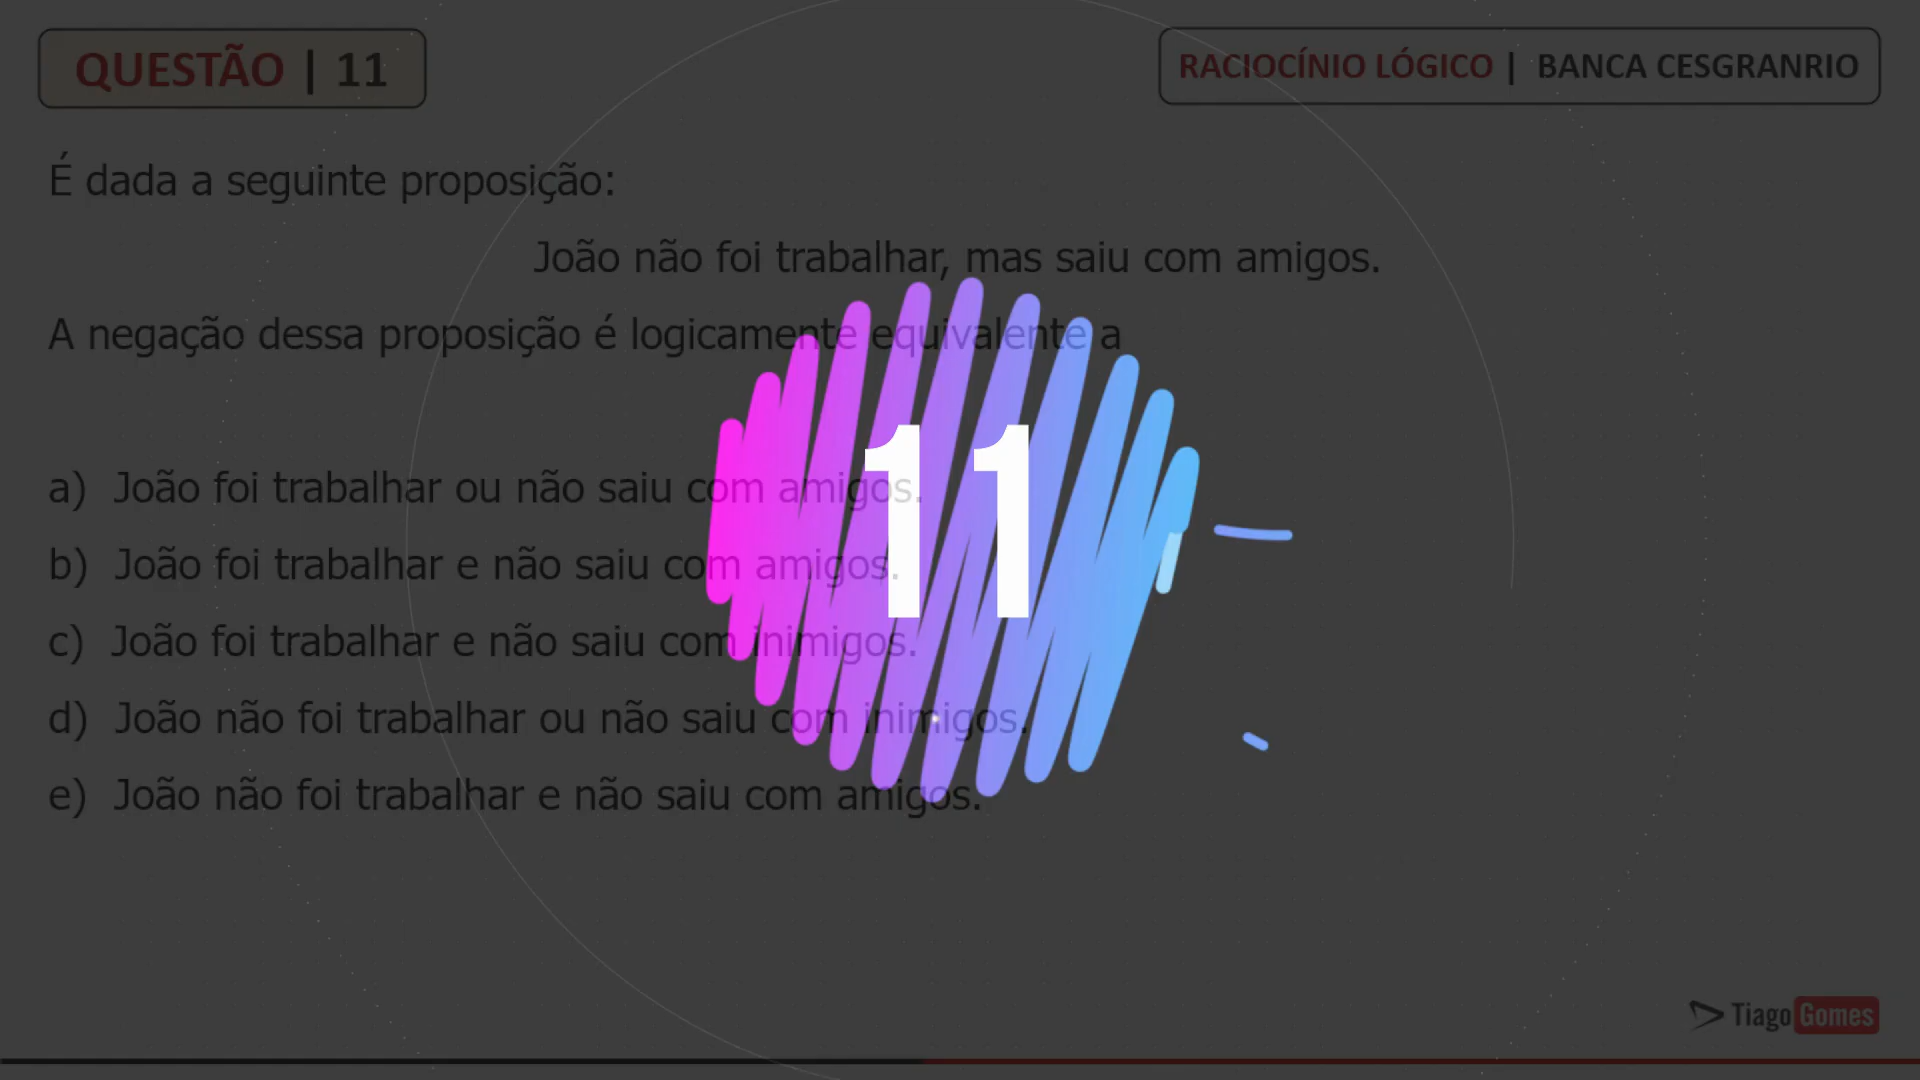 QUESTÃO | 11
RACIOCÍNIO LÓGICO | BANCA CESGRANRIO
É dada a seguinte proposição:
João não foi trabalhar, mas saiu com amigos.
A negação dessa proposição é logicamente equivalente a
11
a) João foi trabalhar ou não saiu com amigos.
b) João foi trabalhar e não saiu com amigos.
c) João foi trabalhar e não saiu com inimigos.
d) João não foi trabalhar ou não saiu com inimigos.
e) João não foi trabalhar e não saiu com amigos.
Tiago Gomes